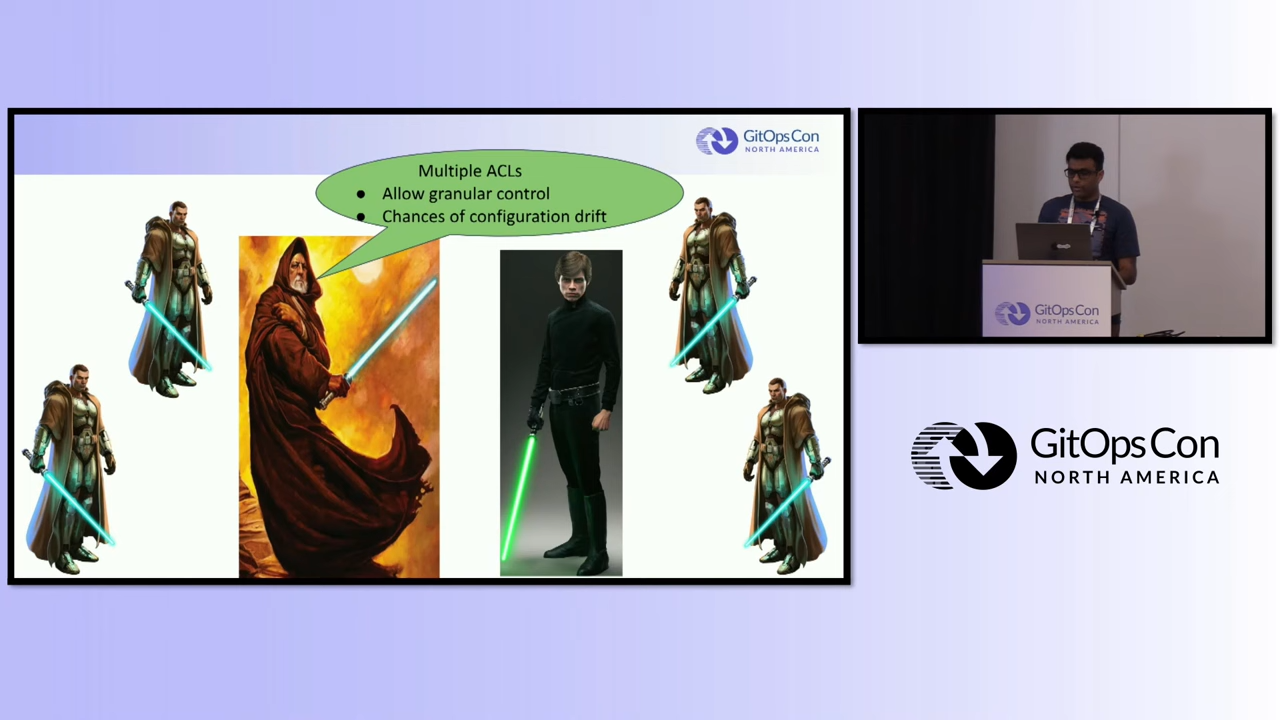 GitOpsCon
NORTH AMERICA
Multiple ACLs
● Allow granular control
● Chances of configuration drift
GitOpsCon
NORTH AMERICA
GitOpsCon
NORTH AMERICA